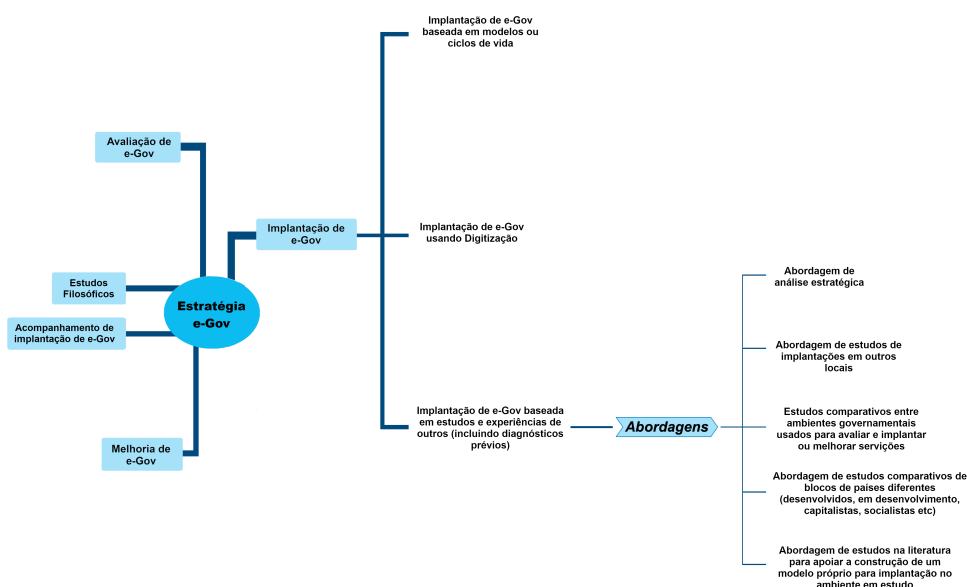 Implantação de e-Gov
baseada em modelos ou
ciclos de vida
Avaliação de
e-Gov
Implantação de
e-Gov
Implantação de e-Gov
usando Digitização
Estudos
Filosóficos
Estratégia
e-Gov
Acompanhamento de
implantação de e-Gov
Melhoria de
e-Gov
Implantação de e-Gov baseada
em estudos e experiências de
outros (incluindo diagnósticos
prévios)
Abordagens
Abordagem de
análise estratégica
Abordagem de estudos de
implantações em outros
locais
Estudos comparativos entre
ambientes governamentais
usados para avaliar e implantar
ou melhorar servições
Abordagem de estudos comparativos de
blocos de países diferentes
(desenvolvidos, em desenvolvimento,
capitalistas, socialistas etc)
Abordagem de estudos na literatura
para apoiar a construção de um
modelo próprio para implantação no
ambiente em estudo